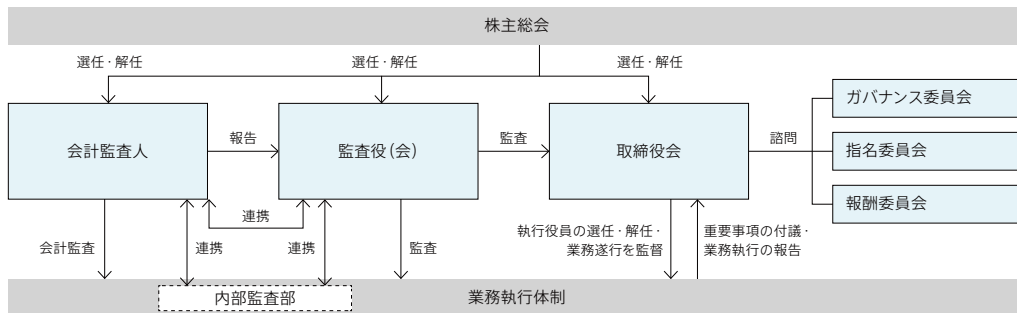 株主総会
選任・解任
選任・解任
選任・解任
会計監査人
報告
監査役（会）
監査
取締役会
諮問
ガバナンス委員会
指名委員会
報酬委員会
連携
会計監査
連携
連携
監査
執行役員の選任・解任・
業務遂行を監督
重要事項の付議・
業務執行の報告
内部監査部
業務執行体制